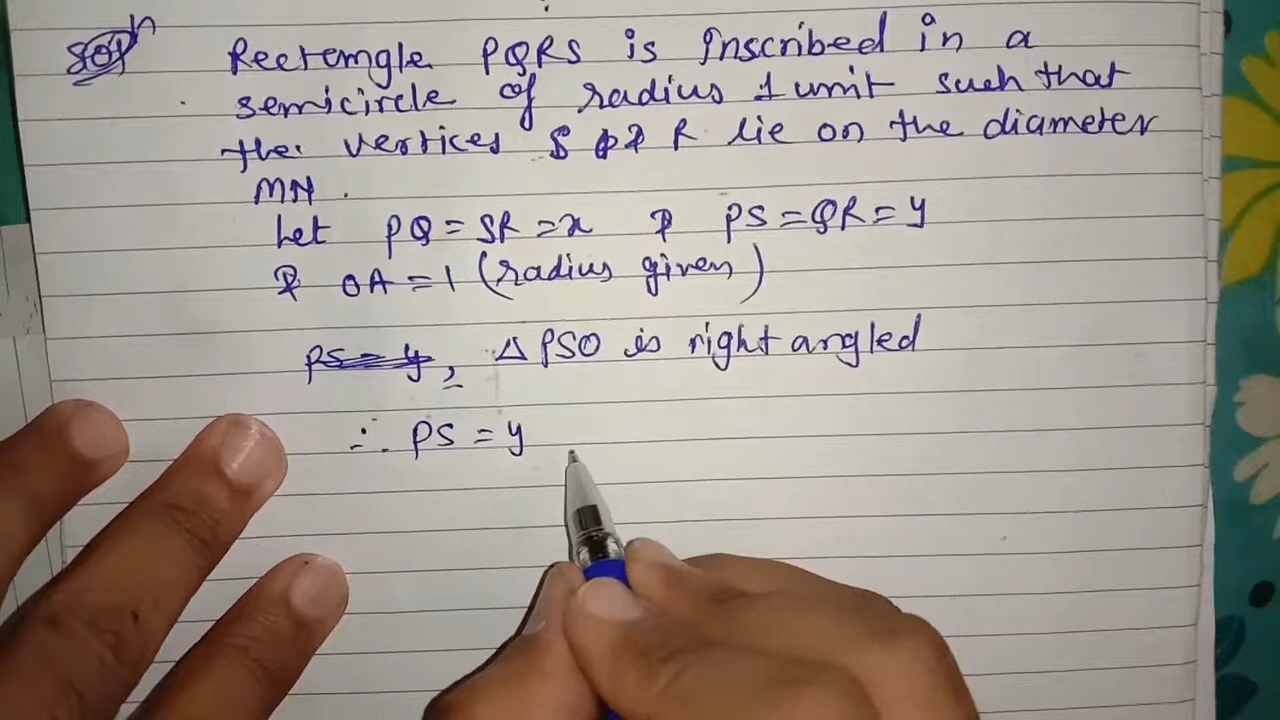 Solⁿ
Rectangle PQRS is Inscribed in a
semicircle of radius 1 unit such that
the vertices S & R lie on the diameter
MN.
Let PQ = SR = x & PS = QR = y
& OA = 1 (radius given)
PS = y, △ PSO is right angled
∴ PS = y